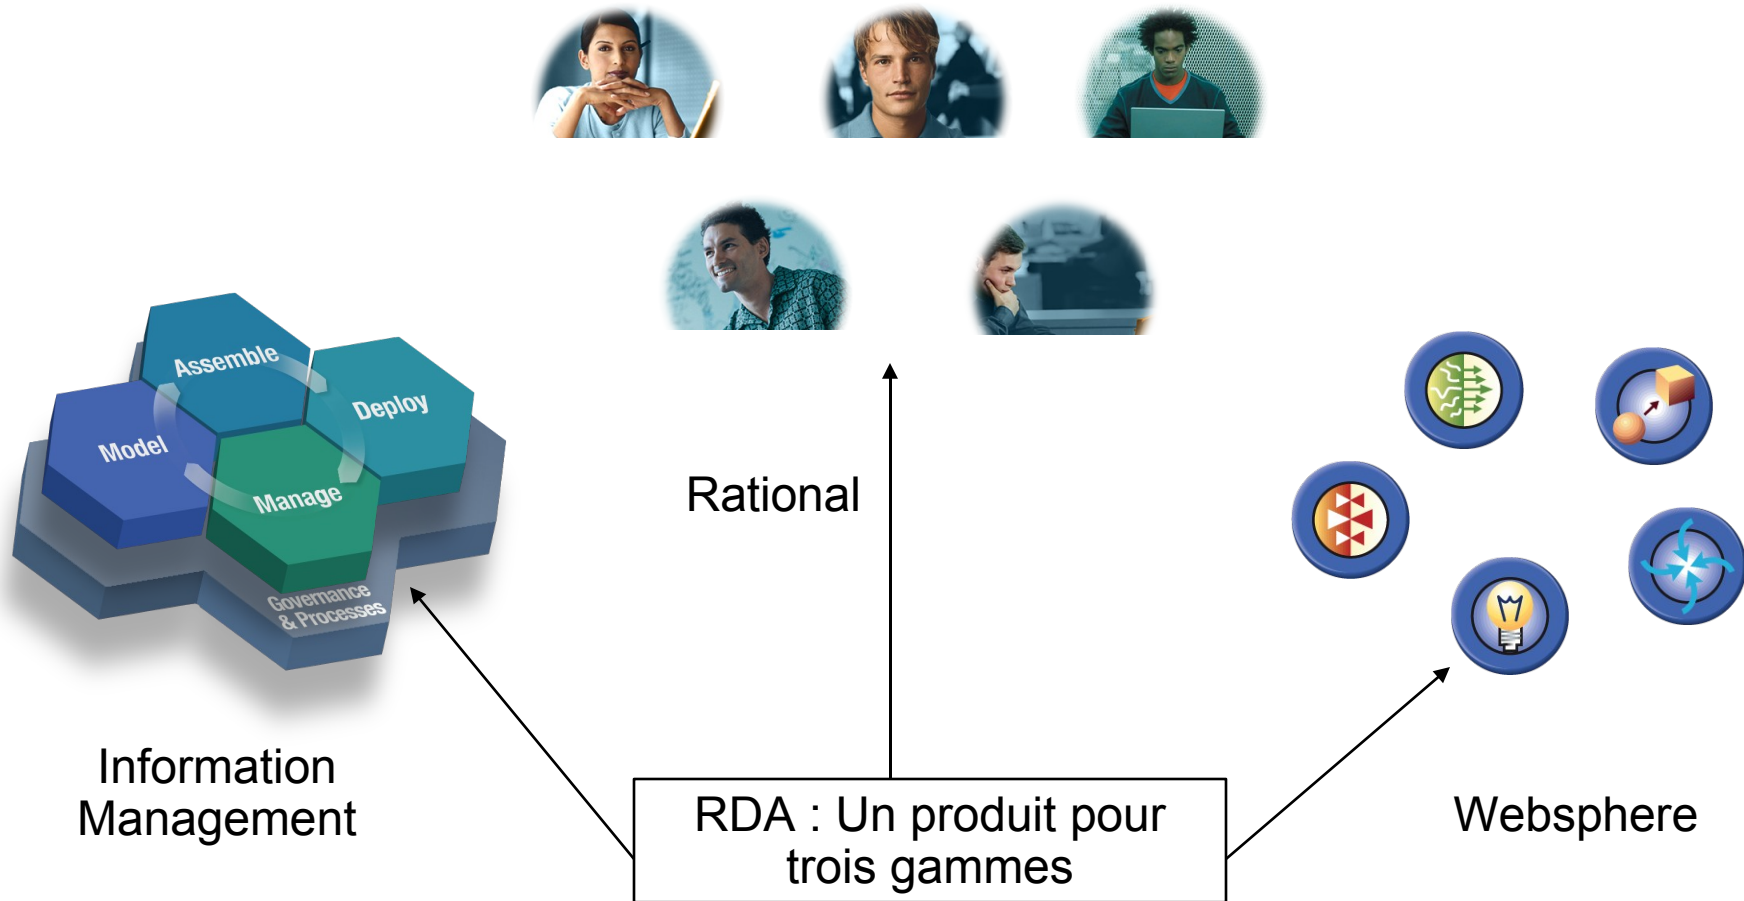 Assemble
Deploy
Model
Manage
Governance
& Processes
Rational
Information
Management
RDA : Un produit pour
trois gammes
Websphere